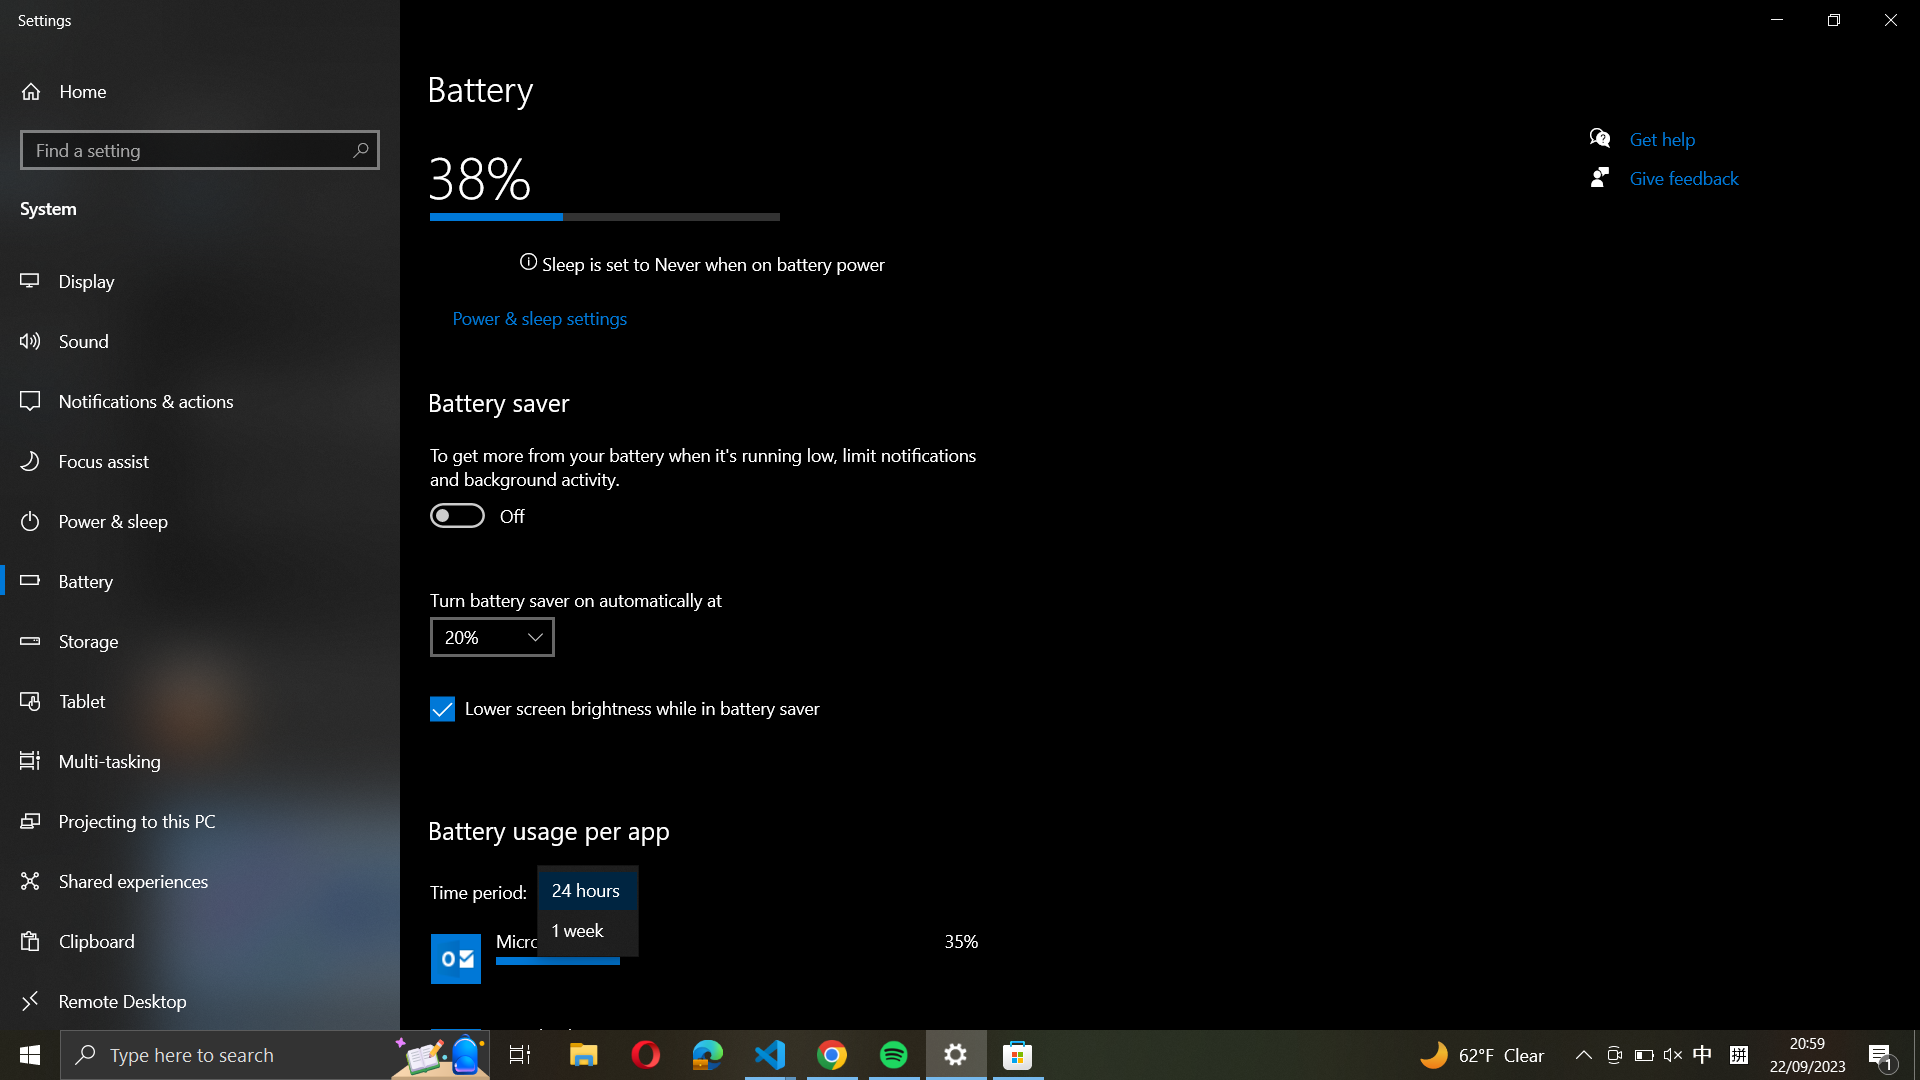 Settings
Home
Find a setting
System
Display
Sound
Notifications & actions
Focus assist
Power & sleep
Battery
Storage
Tablet
Multi-tasking
Projecting to this PC
Shared experiences
Clipboard
Remote Desktop
Battery
38%
Sleep is set to Never when on battery power
Power & sleep settings
Battery saver
To get more from your battery when it's running low, limit notifications
and background activity.
Off
Turn battery saver on automatically at
20%
Lower screen brightness while in battery saver
Battery usage per app
Time period:
24 hours
1 week
Micro
35%
Get help
Give feedback
Type here to search
62°F Clear
中
拼
20:59
22/09/2023
1